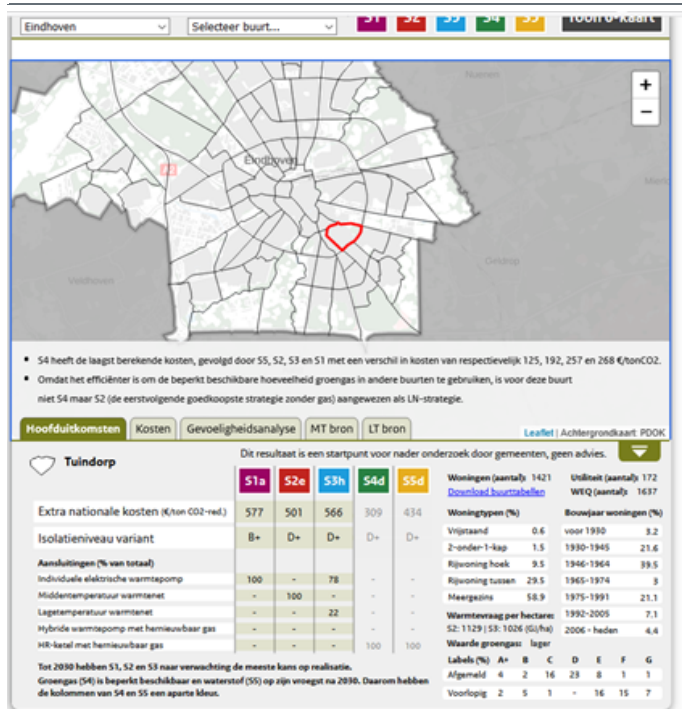 Eindhoven Selecteer buurt... S1 S2 S3 S4 S5 Toon 0-kaart
Nuenen
+
−
Eindhoven
Mierlo
Geldrop
Veldhoven
S4 heeft de laagst berekende kosten, gevolgd door S5, S2, S3 en S1 met een verschil in kosten van respectievelijk 125, 192, 257 en 268 €/tonCO2.
Omdat het efficiënter is om de beperkt beschikbare hoeveelheid groengas in andere buurten te gebruiken, is voor deze buurt
niet S4 maar S2 (de eerstvolgende goedkoopste strategie zonder gas) aangewezen als LN-strategie.
Hoofduitkomsten Kosten Gevoeligheidsanalyse MT bron LT bron Leaflet | Achtergrondkaart: PDOK
Dit resultaat is een startpunt voor nader onderzoek door gemeenten, geen advies.
Tuindorp
S1a S2e S3h S4d S5d
Extra nationale kosten (€/ton CO2-red.) 577 501 566 309 434
Isolatieniveau variant B+ D+ D+ D+ D+
Aansluitingen (% van totaal)
Individuele elektrische warmtepomp 100 - 78 - -
Middentemperatuur warmtenet - 100 - - -
Lagetemperatuur warmtenet - - 22 - -
Hybride warmtepomp met hernieuwbaar gas - - - - -
HR-ketel met hernieuwbaar gas - - - 100 100
Tot 2030 hebben S1, S2 en S3 naar verwachting de meeste kans op realisatie.
Groengas (S4) is beperkt beschikbaar en waterstof (S5) op zijn vroegst na 2030. Daarom hebben
de kolommen van S4 en S5 een aparte kleur.
Woningen (aantal): 1421 Utiliteit (aantal): 172
Download buurttabellen WEQ (aantal): 1637
Woningtypen (%) Bouwjaar woningen (%)
Vrijstaand 0.6 voor 1930 3.2
2-onder-1-kap 1.5 1930-1945 21.6
Rijwoning hoek 9.5 1946-1964 39.5
Rijwoning tussen 29.5 1965-1974 3
Meergezins 58.9 1975-1991 21.1
Warmtevraag per hectare: 1992-2005 7.1
S2: 1129 | S3: 1026 (GJ/ha) 2006 - heden 4.4
Waarde groengas: lager
Labels (%) A+ B C D E F G
Afgemeld 4 2 16 23 8 1 1
Voorlopig 2 5 1 - 16 15 7